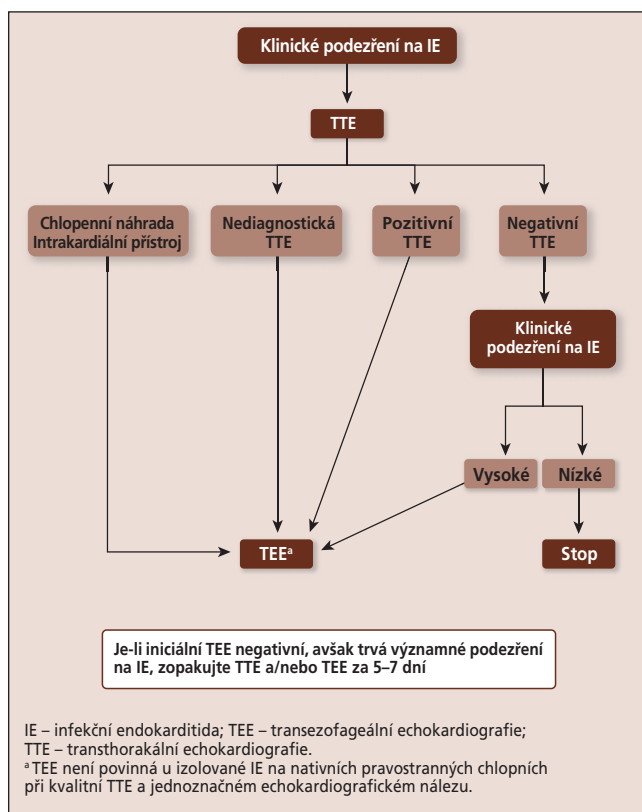 Klinické podezření na IE
TTE
Chlopenní náhrada
Intrakardiální přístroj
Nediagnostická
TTE
Pozitivní
TTE
Negativní
TTE
Klinické
podezření na IE
Vysoké
Nízké
TEEᵃ
Stop
Je-li iniciální TEE negativní, avšak trvá významné podezření
na IE, zopakujte TTE a/nebo TEE za 5–7 dní
IE – infekční endokarditida; TEE – transezofageální echokardiografie;
TTE – transthorakální echokardiografie.
ᵃ TEE není povinná u izolované IE na nativních pravostranných chlopních
při kvalitní TTE a jednoznačném echokardiografickém nálezu.